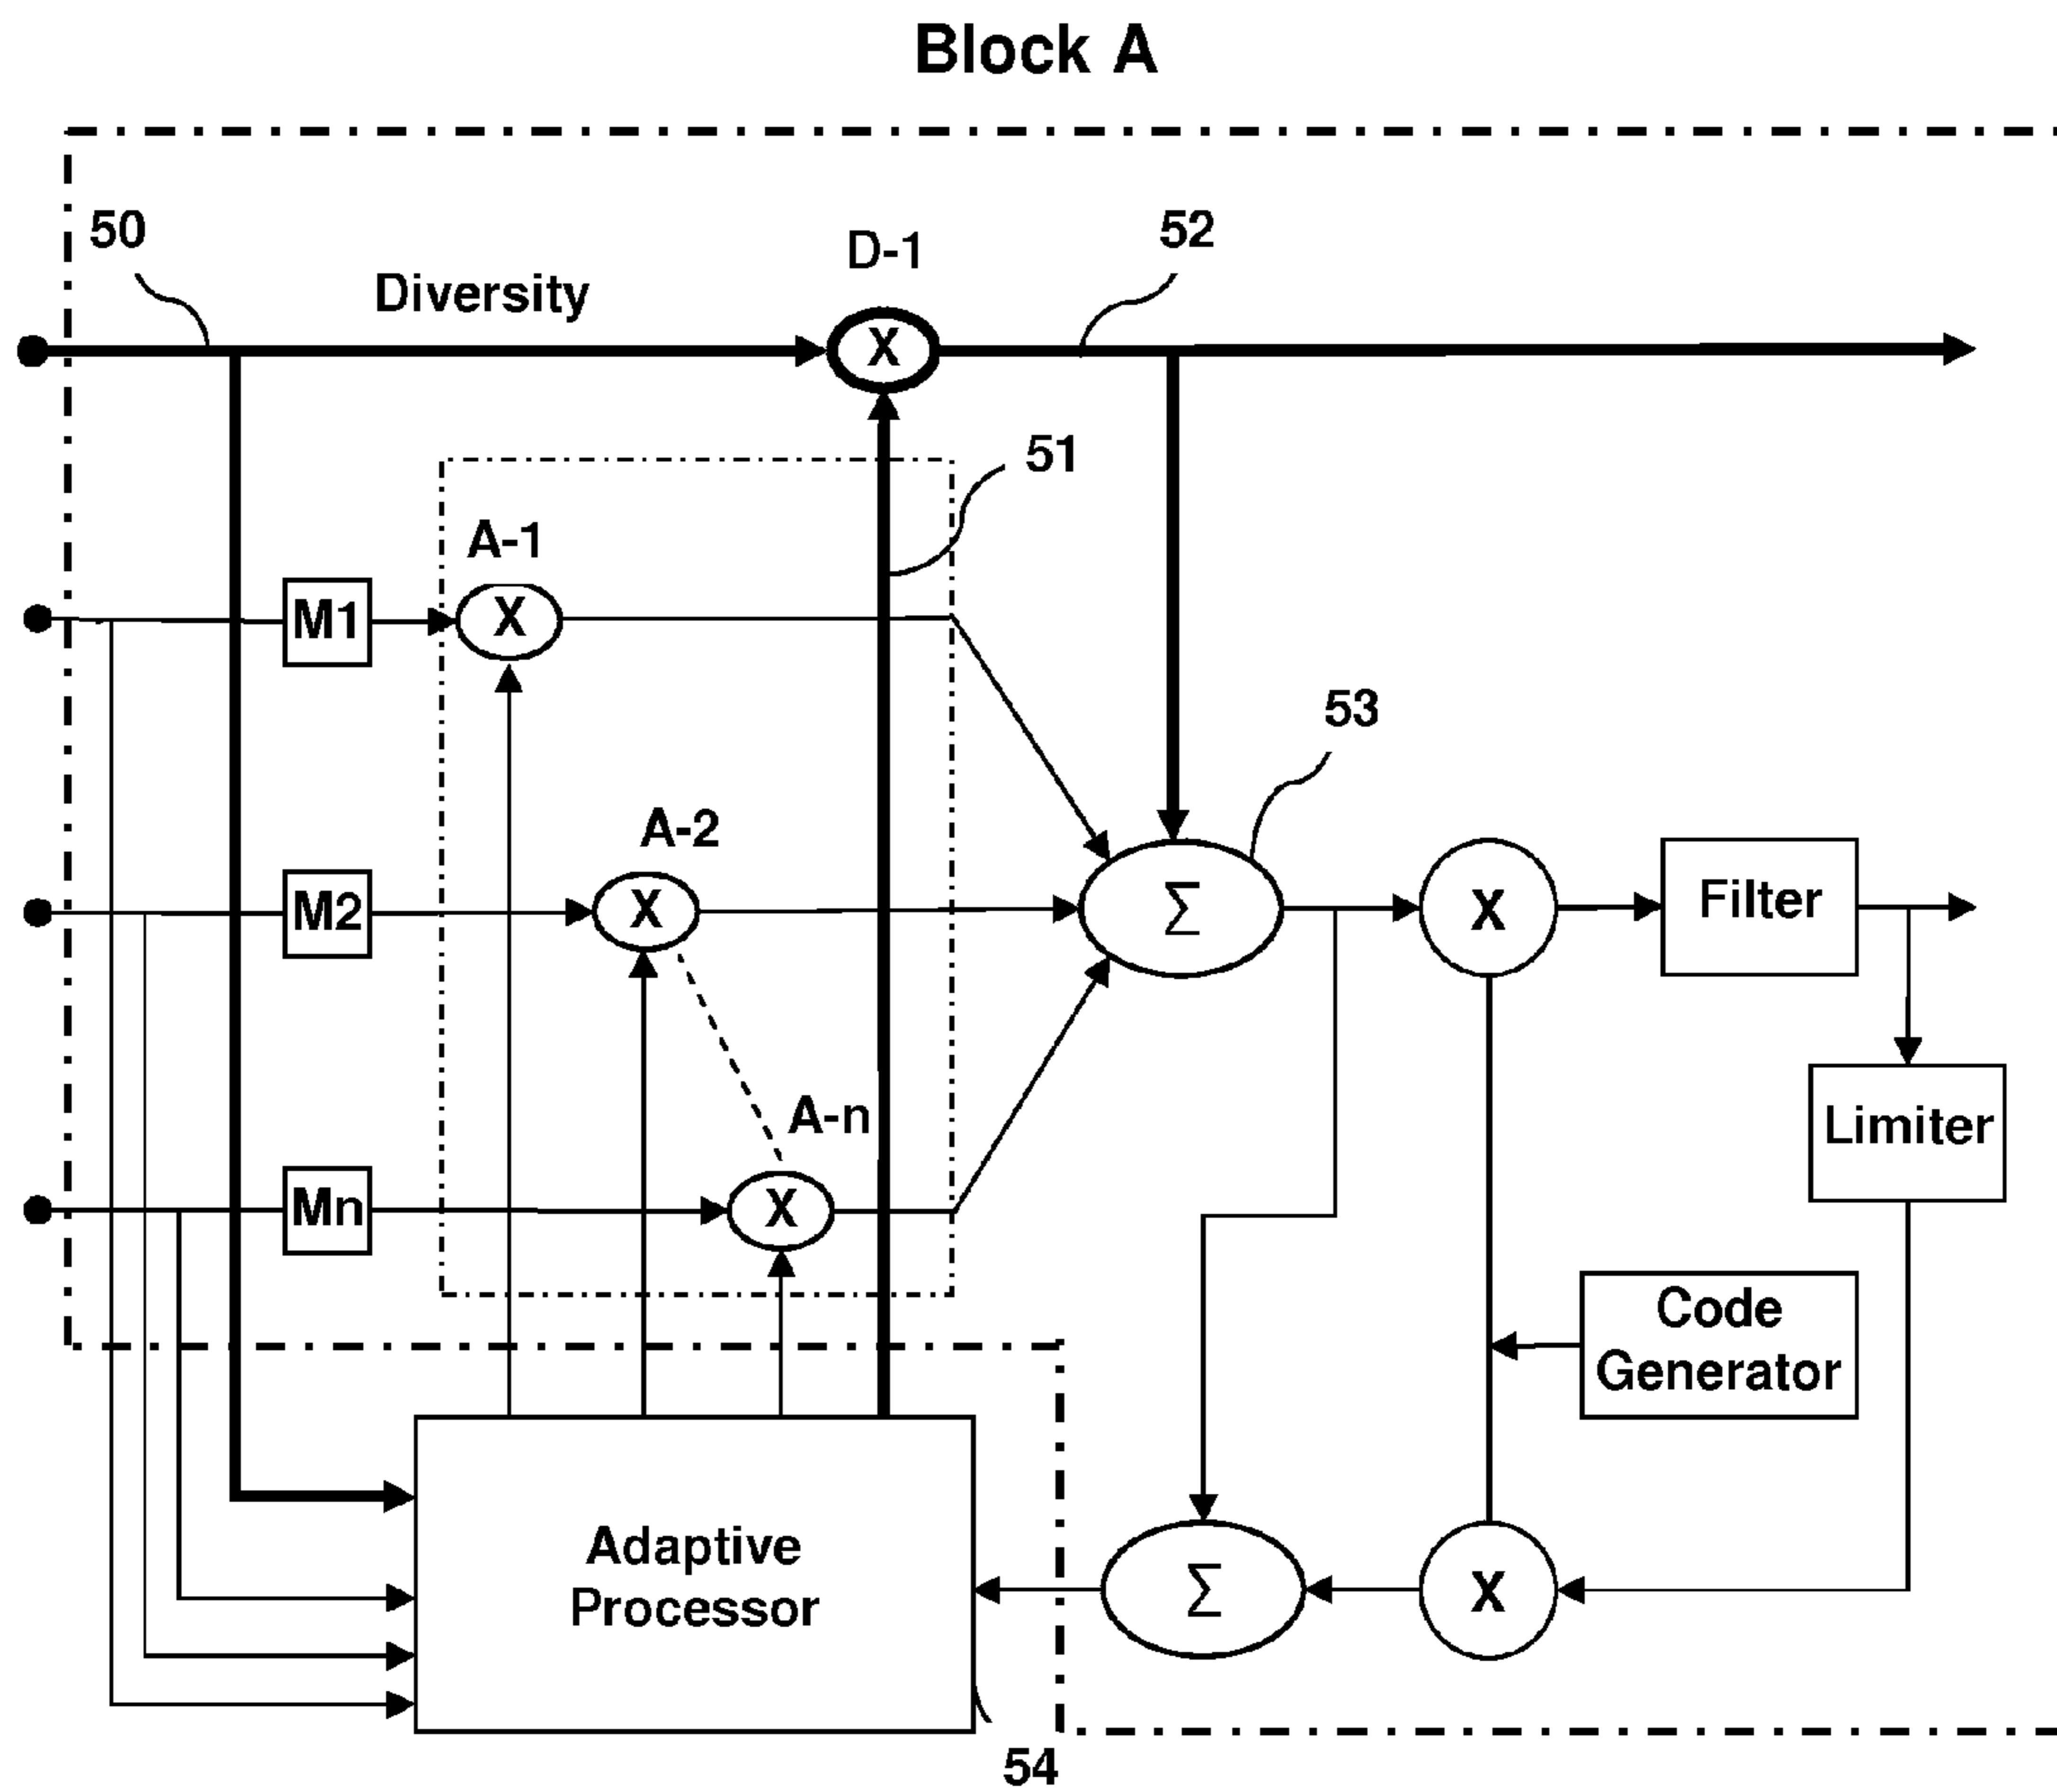 Block A
50
D-1
52
Diversity
X
51
A-1
M1
X
53
A-2
M2
X
Σ
X
Filter
A-n
Limiter
Mn
X
Code
Generator
Adaptive
Processor
Σ
X
54